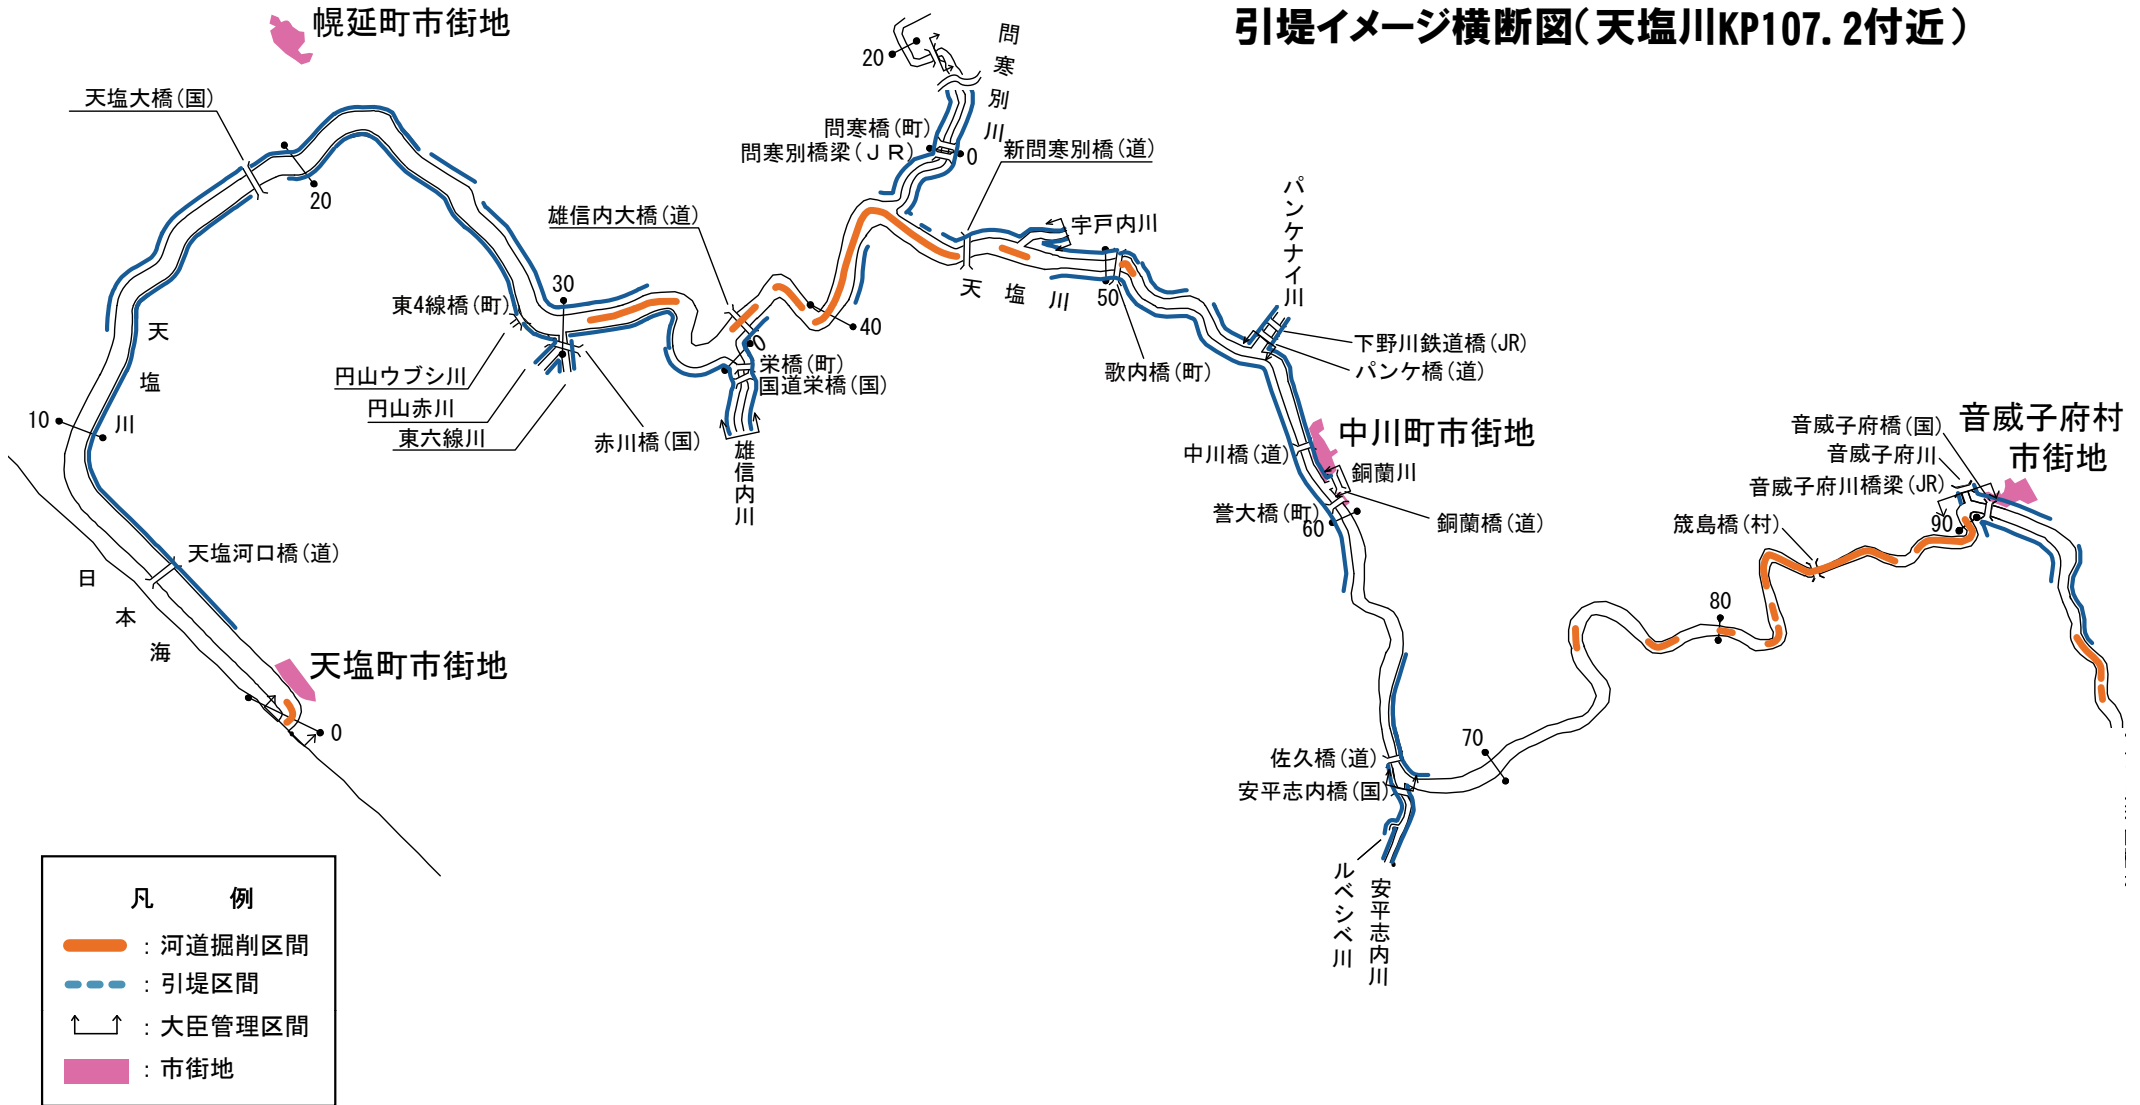 引堤イメージ横断図(天塩川KP107.2付近)
幌延町市街地
天塩大橋(国)
20
問寒別川
20
問寒橋(町)
問寒別橋梁(JR)
0
新問寒別橋(道)
雄信内大橋(道)
宇戸内川
パンケナイ川
天塩川
30
東4線橋(町)
円山ウブシ川
円山赤川
東六線川
赤川橋(国)
40
0
栄橋(町)
国道栄橋(国)
雄信内川
天塩川
50
歌内橋(町)
下野川鉄道橋(JR)
パンケ橋(道)
10
中川町市街地
中川橋(道)
銅蘭川
誉大橋(町)
60
銅蘭橋(道)
音威子府橋(国)
音威子府村
市街地
音威子府川
音威子府川橋梁(JR)
筬島橋(村)
90
80
天塩河口橋(道)
日本海
天塩町市街地
0
70
佐久橋(道)
安平志内橋(国)
ルベシベ川
安平志内川
凡 例
:河道掘削区間
:引堤区間
:大臣管理区間
:市街地